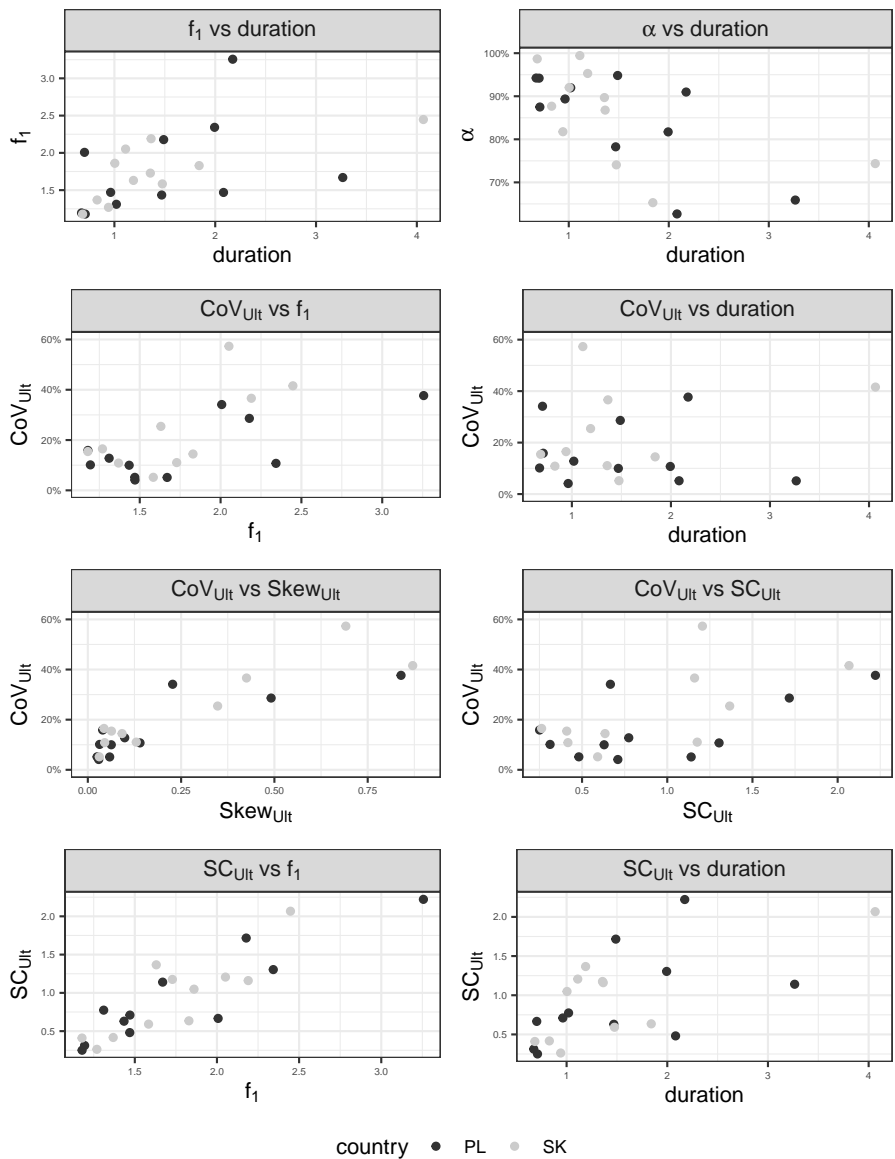 f1 vs duration
3.0
2.5
2.0
1.5
f1
1 2 3 4
duration
α vs duration
100%
90%
80%
70%
α
1 2 3 4
duration
CoVUlt vs f1
60%
40%
20%
0%
CoVUlt
1.5 2.0 2.5 3.0
f1
CoVUlt vs duration
60%
40%
20%
0%
CoVUlt
1 2 3 4
duration
CoVUlt vs SkewUlt
60%
40%
20%
0%
CoVUlt
0.00 0.25 0.50 0.75
SkewUlt
CoVUlt vs SCUlt
60%
40%
20%
0%
CoVUlt
0.5 1.0 1.5 2.0
SCUlt
SCUlt vs f1
2.0
1.5
1.0
0.5
SCUlt
1.5 2.0 2.5 3.0
f1
SCUlt vs duration
2.0
1.5
1.0
0.5
SCUlt
1 2 3 4
duration
country PL SK